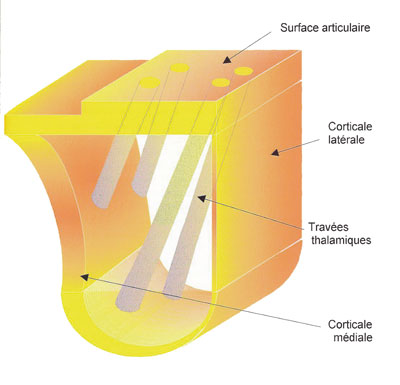 Surface articulaire
Corticale
latérale
Travées
thalamiques
Corticale
médiale